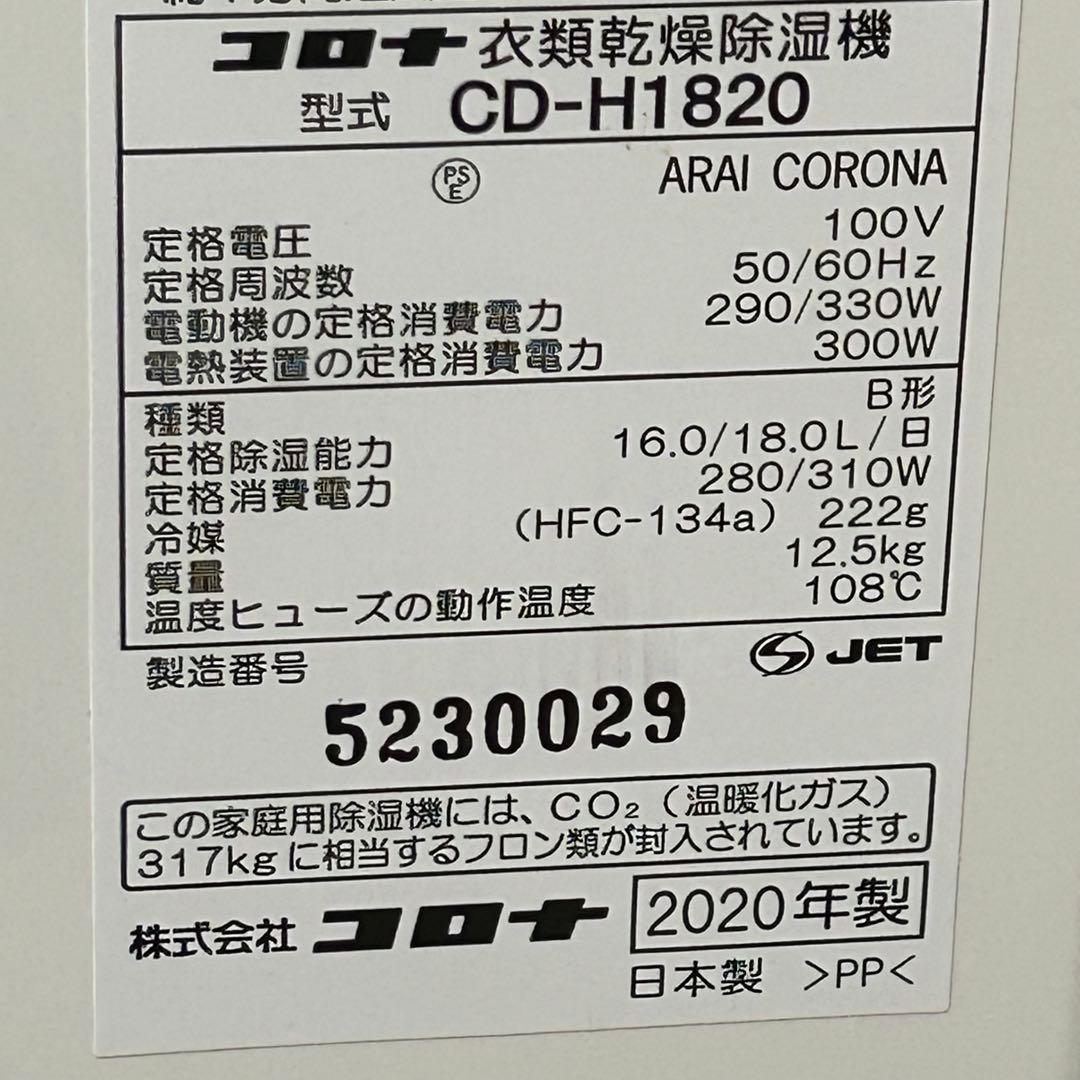 コロナ 衣類乾燥除湿機
型式 CD-H1820
PSE ARAI CORONA
定格電圧 100V
定格周波数 50/60Hz
電動機の定格消費電力 290/330W
電熱装置の定格消費電力 300W
種類 B形
定格除湿能力 16.0/18.0L/日
定格消費電力 280/310W
冷媒 (HFC-134a) 222g
質量 12.5kg
温度ヒューズの動作温度 108℃
製造番号 JET
5230029
この家庭用除湿機には、CO₂(温暖化ガス)
317kgに相当するフロン類が封入されています。
株式会社 コロナ 2020年製
日本製 >PP<